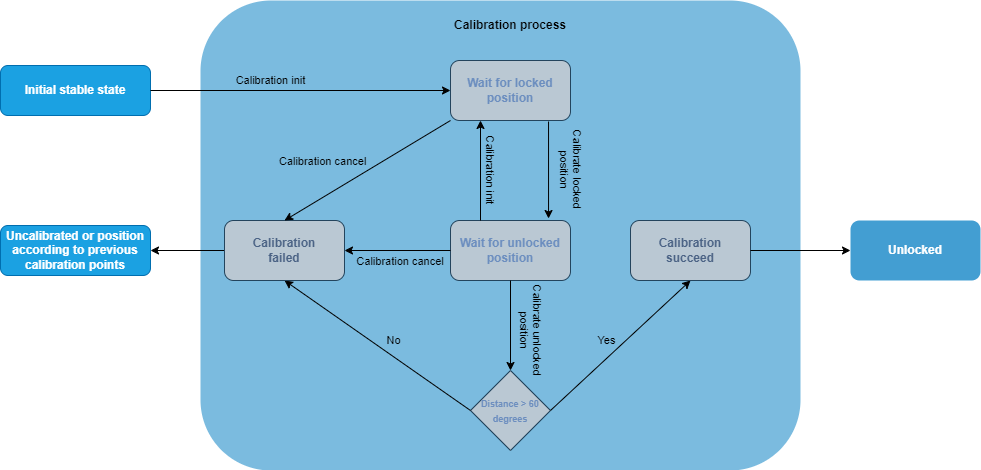 Calibration process
Calibration init
Initial stable state
Wait for locked
position
Calibration cancel
Calibration init
Calibrate locked
position
Uncalibrated or position
according to previous
calibration points
Calibration
failed
Calibration cancel
Wait for unlocked
position
Calibration
succeed
Unlocked
Calibrate unlocked
position
No
Yes
Distance > 60
degrees